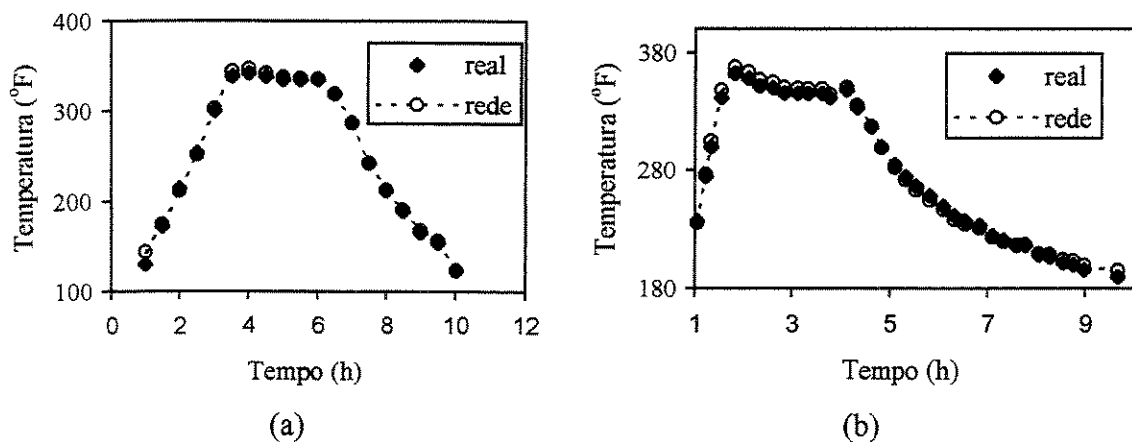 Temperatura (°F)
400
300
200
100
0
2
4
6
8
10
12
Tempo (h)
real
rede
(a)
Temperatura (°F)
380
280
180
1
3
5
7
9
Tempo (h)
real
rede
(b)